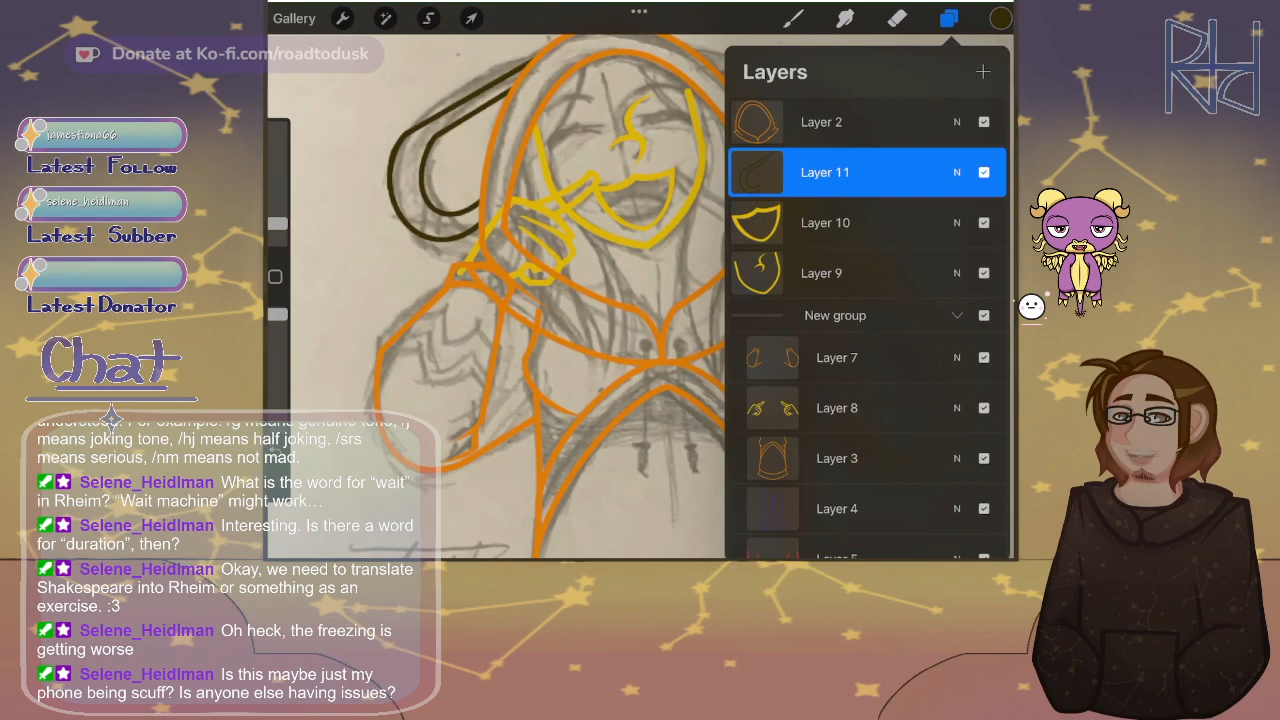 Gallery
Donate at Ko-fi.com/roadtodusk
jamesfiona66
Latest Follow
selene_heidlman
Latest Subber
Latest Donator
Chat
means joking tone, /hj means half joking, /srs
means serious, /nm means not mad.
Selene_Heidlman What is the word for “wait”
in Rheim? “Wait machine” might work…
Selene_Heidlman Interesting. Is there a word
for “duration”, then?
Selene_Heidlman Okay, we need to translate
Shakespeare into Rheim or something as an
exercise. :3
Selene_Heidlman Oh heck, the freezing is
getting worse
Selene_Heidlman Is this maybe just my
phone being scuff? Is anyone else having issues?
Layers
Layer 2 N
Layer 11 N
Layer 10 N
Layer 9 N
New group
Layer 7 N
Layer 8 N
Layer 3 N
Layer 4 N